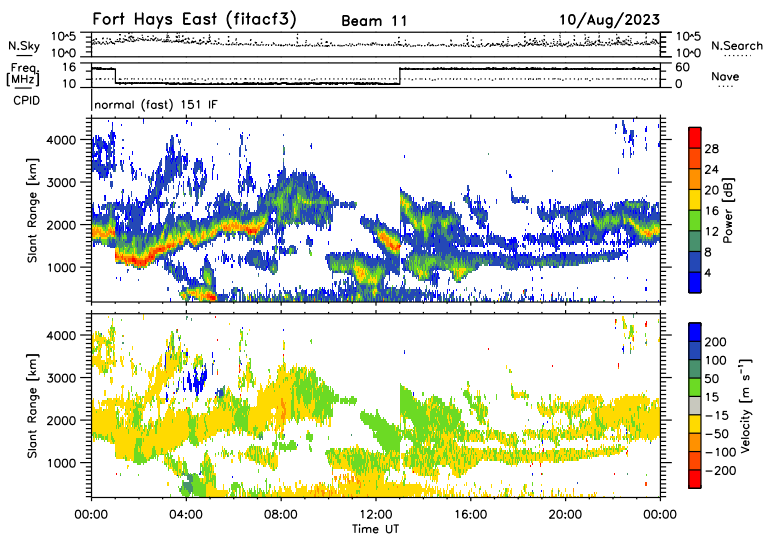 Fort Hays East (fitacf3) Beam 11 10/Aug/2023
N.Sky 10^5 10^0 10^5 10^0 N.Search
Freq. [MHz] 16 10 60 0 Nave
CPID normal (fast) 151 IF
Slant Range [km] 4000 3000 2000 1000
Power [dB] 28 24 20 16 12 8 4
Slant Range [km] 4000 3000 2000 1000
Velocity [m s⁻¹] 200 100 50 15 −15 −50 −100 −200
00:00 04:00 08:00 12:00 16:00 20:00 00:00
Time UT